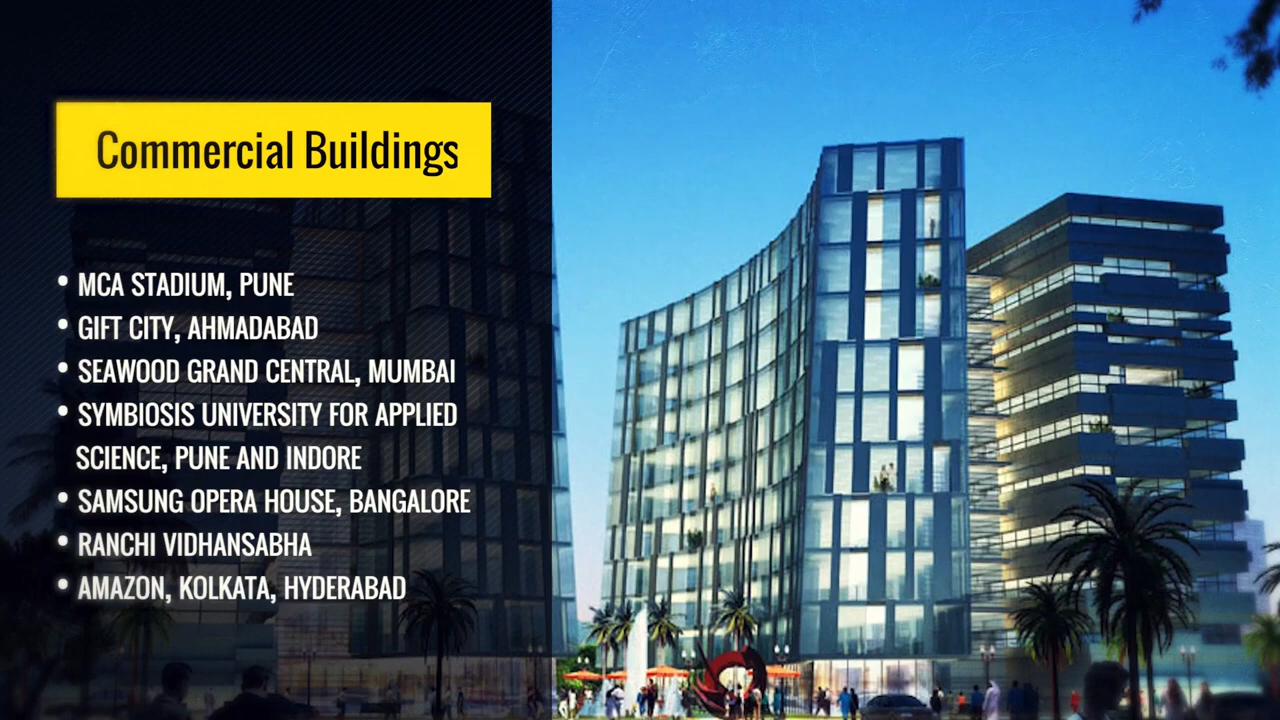 Commercial Buildings
• MCA STADIUM, PUNE
• GIFT CITY, AHMADABAD
• SEAWOOD GRAND CENTRAL, MUMBAI
• SYMBIOSIS UNIVERSITY FOR APPLIED
SCIENCE, PUNE AND INDORE
• SAMSUNG OPERA HOUSE, BANGALORE
• RANCHI VIDHANSABHA
• AMAZON, KOLKATA, HYDERABAD